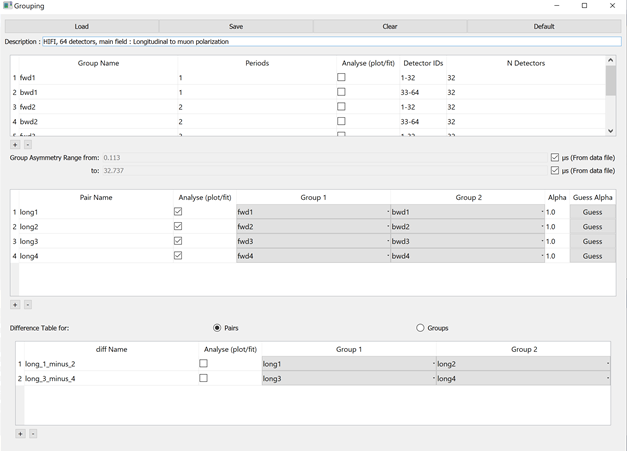 Grouping
Load Save Clear Default
Description : HIFI, 64 detectors, main field : Longitudinal to muon polarization
Group Name Periods Analyse (plot/fit) Detector IDs N Detectors
1 fwd1 1 1-32 32
2 bwd1 1 33-64 32
3 fwd2 2 1-32 32
4 bwd2 2 33-64 32
+ -
Group Asymmetry Range from: 0.113 µs (From data file)
to: 32.737 µs (From data file)
Pair Name Analyse (plot/fit) Group 1 Group 2 Alpha Guess Alpha
1 long1 fwd1 bwd1 1.0 Guess
2 long2 fwd2 bwd2 1.0 Guess
3 long3 fwd3 bwd3 1.0 Guess
4 long4 fwd4 bwd4 1.0 Guess
+ -
Difference Table for: Pairs Groups
diff Name Analyse (plot/fit) Group 1 Group 2
1 long_1_minus_2 long1 long2
2 long_3_minus_4 long3 long4
+ -